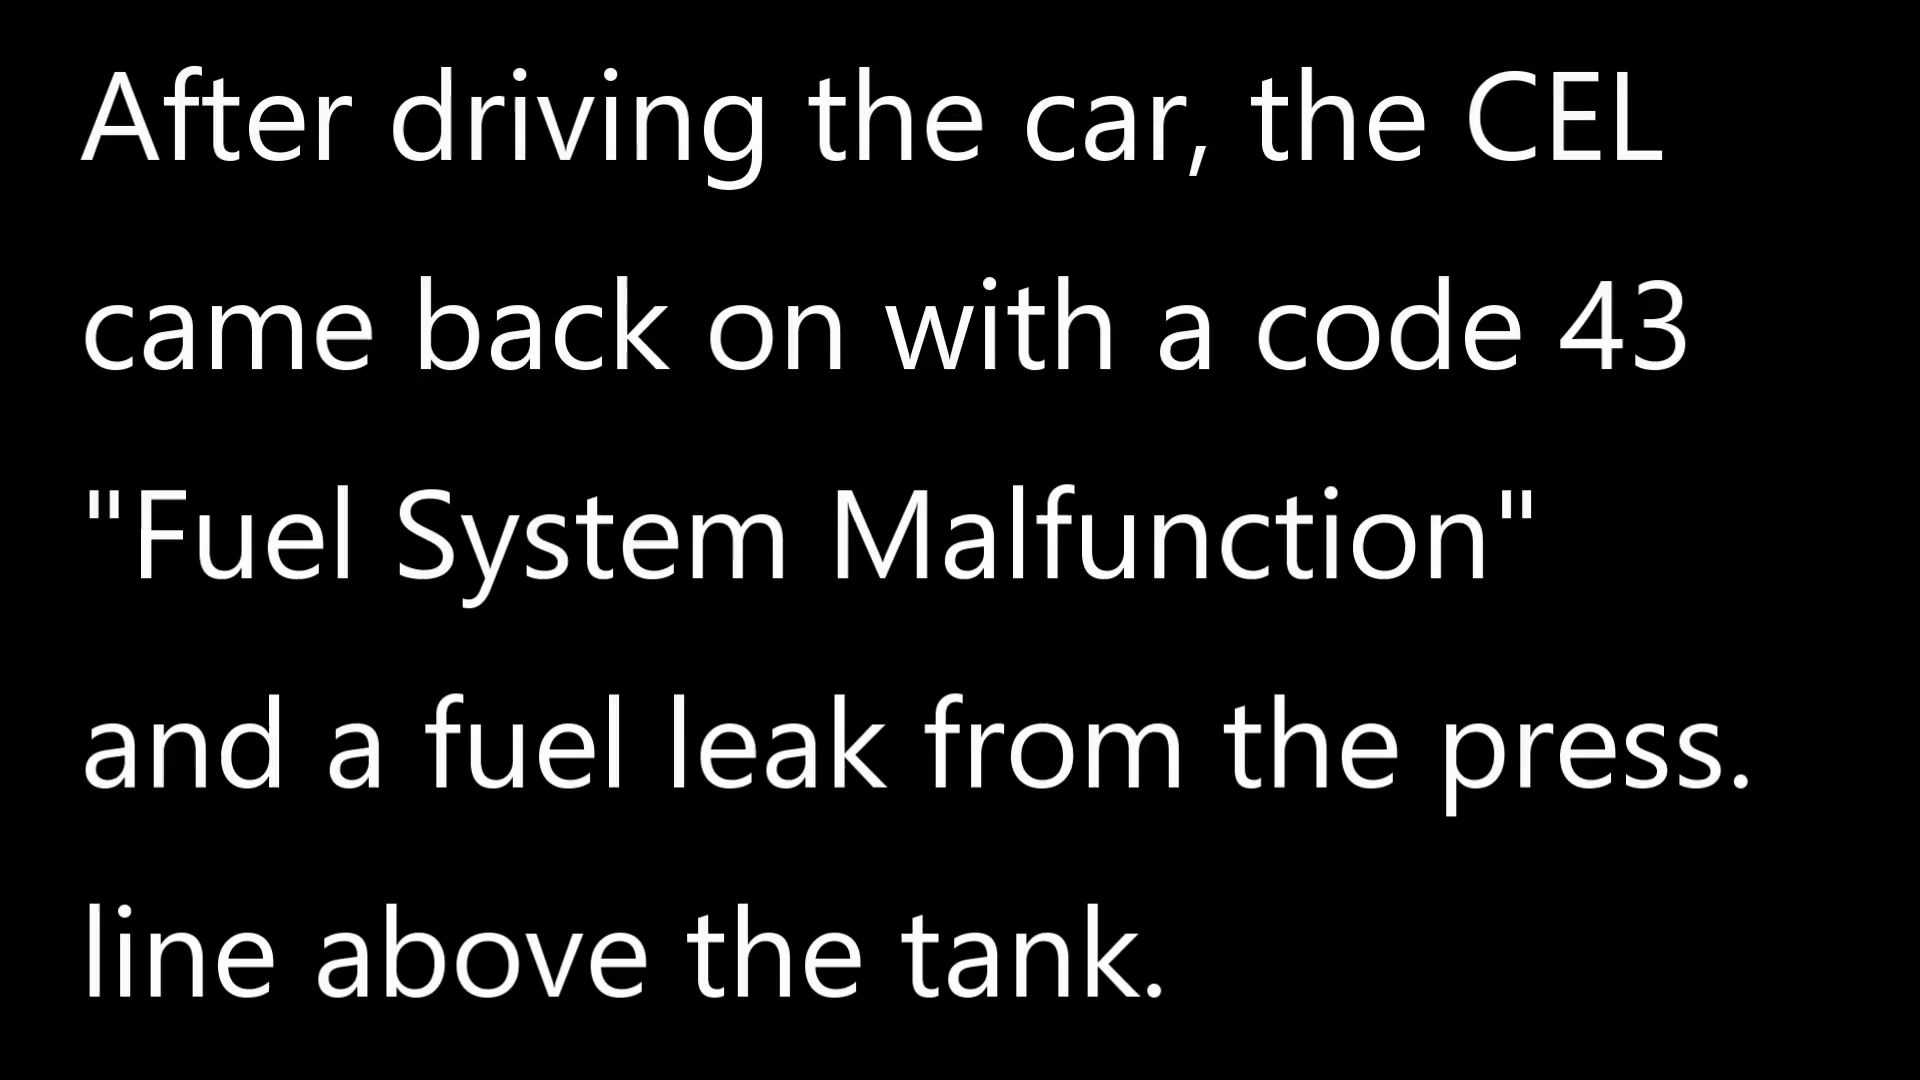 After driving the car, the CEL
came back on with a code 43
"Fuel System Malfunction"
and a fuel leak from the press.
line above the tank.